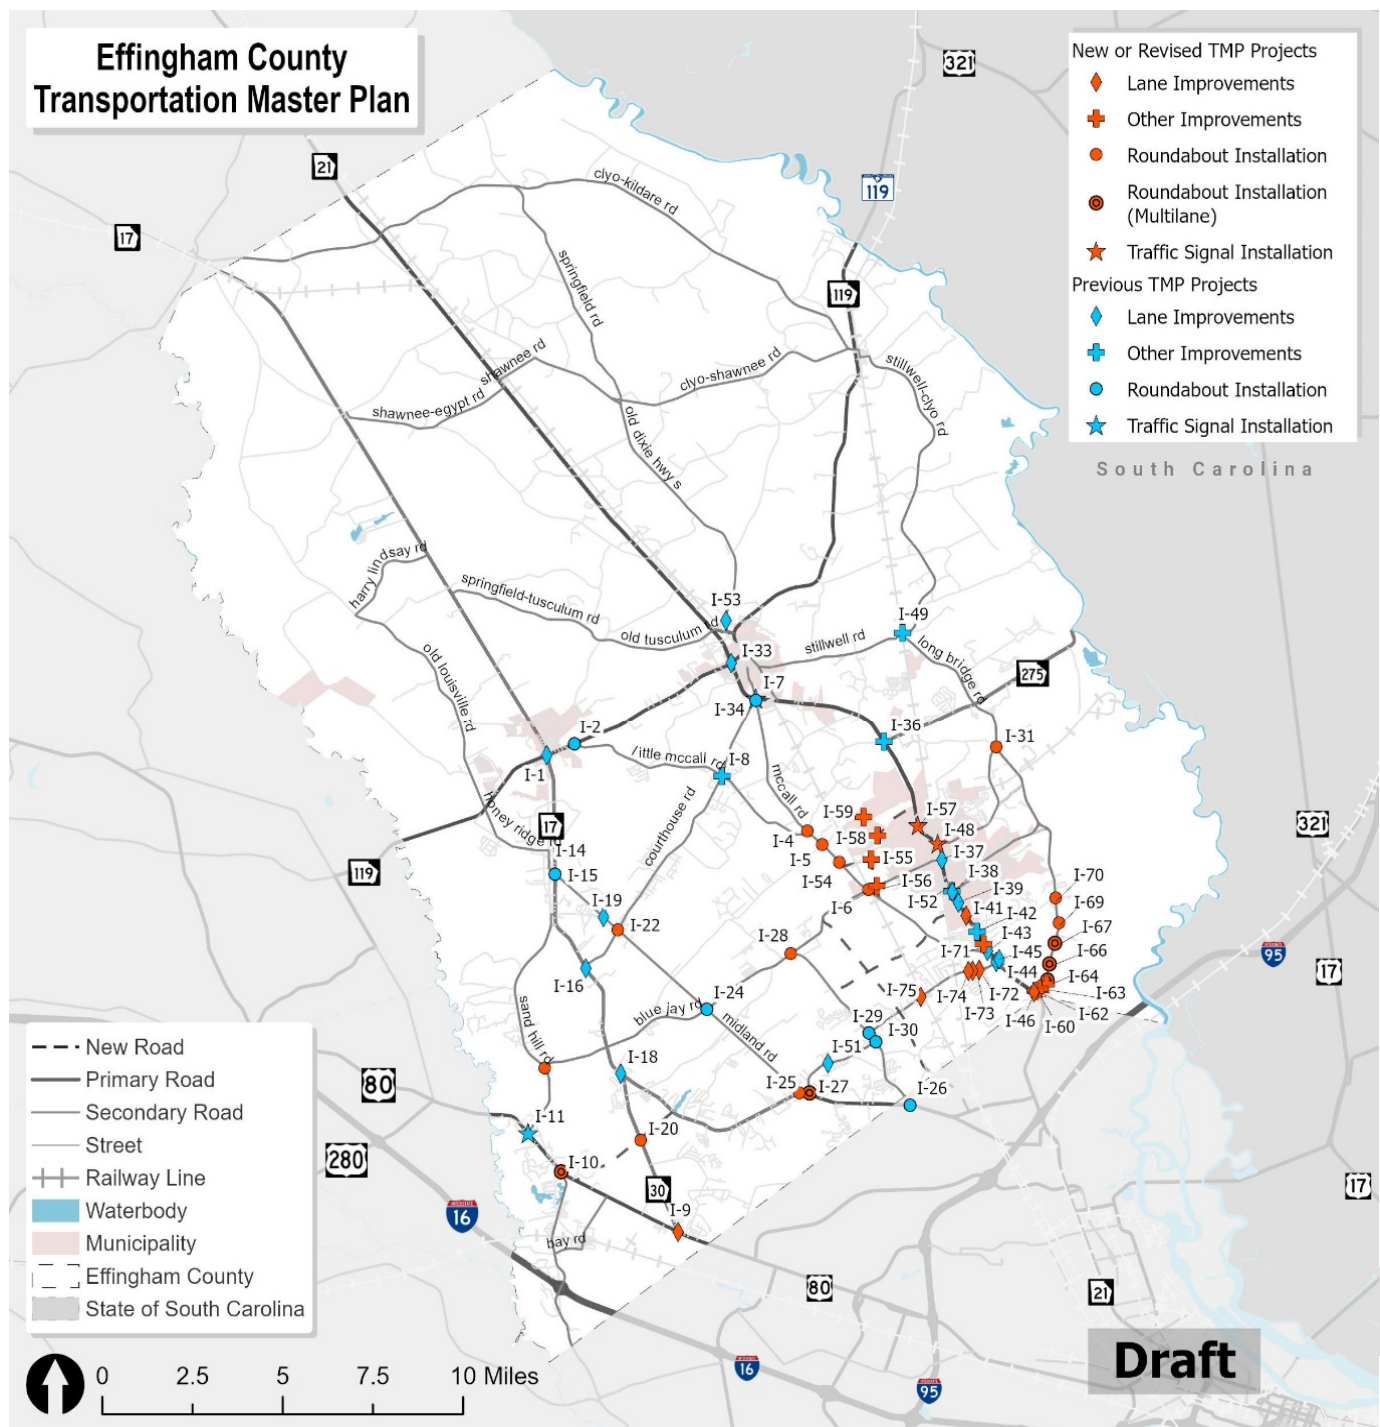 Effingham County
Transportation Master Plan
New or Revised TMP Projects
Lane Improvements
Other Improvements
Roundabout Installation
Roundabout Installation
(Multilane)
Traffic Signal Installation
Previous TMP Projects
Lane Improvements
Other Improvements
Roundabout Installation
Traffic Signal Installation
South Carolina
321
21
17
119
119
clyo-kildare rd
springfield rd
shawnee rd
shawnee-egypt rd
clyo-shawnee rd
stillwell-clyo rd
old dixie hwy s
harry lindsay rd
springfield-tusculum rd
old tusculum rd
old louisville rd
stillwell rd
long bridge rd
I-53
I-49
I-33
I-7
I-34
275
I-2
I-36
I-31
I-1
little mccall rd
I-8
mccall rd
honey ridge rd
17
courthouse rd
I-59
I-57
I-58
I-48
I-4
I-5
I-55
I-37
321
119
I-14
I-15
I-54
I-56
I-38
I-52
I-39
I-70
I-19
I-6
I-41
I-69
I-22
I-42
I-67
I-28
I-43
I-66
I-71
I-45
I-44
I-64
95
17
I-16
I-24
I-75
I-74
I-72
I-63
I-73
I-46
I-62
I-60
sand hill rd
blue jay rd
midland rd
I-29
I-30
I-51
I-18
I-25
I-27
I-26
80
I-11
I-20
280
I-10
30
17
16
I-9
bay rd
80
21
16
95
New Road
Primary Road
Secondary Road
Street
Railway Line
Waterbody
Municipality
Effingham County
State of South Carolina
0 2.5 5 7.5 10 Miles
Draft